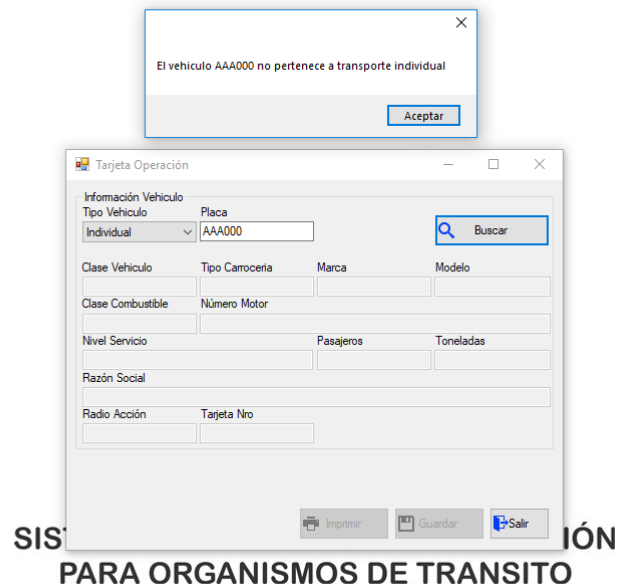 El vehiculo AAA000 no pertenece a transporte individual
Aceptar
Tarjeta Operación
Información Vehiculo
Tipo Vehiculo Placa
Individual AAA000 Buscar
Clase Vehiculo Tipo Carroceria Marca Modelo
Clase Combustible Número Motor
Nivel Servicio Pasajeros Toneladas
Razón Social
Radio Acción Tarjeta Nro
Imprimir Guardar Salir
SIS IÓN
PARA ORGANISMOS DE TRANSITO